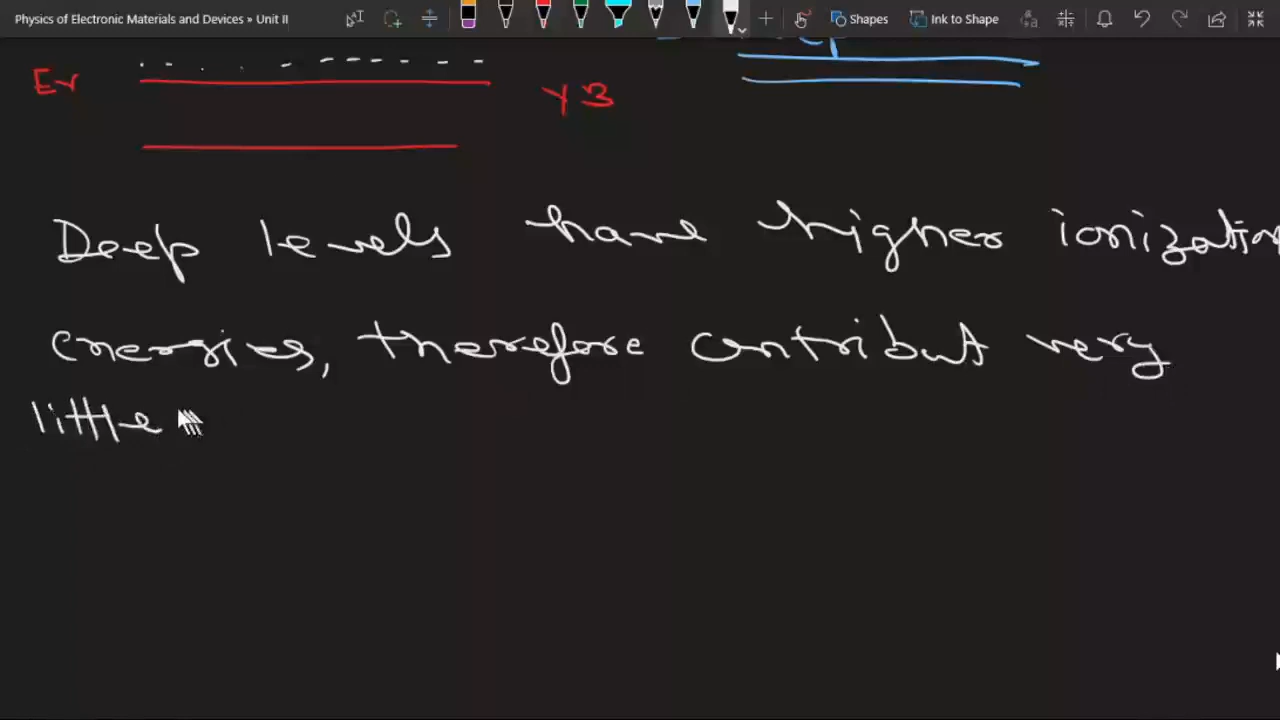 Physics of Electronic Materials and Devices » Unit II
Shapes
Ink to Shape
Ev
γ3
Deep levels have higher ionization
energies, therefore contribut very
little